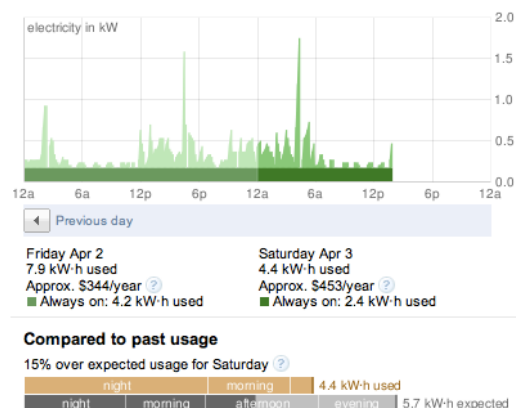 electricity in kW
2.0
1.5
1.0
0.5
0.0
12a 6a 12p 6p 12a 6a 12p 6p 12a
Previous day
Friday Apr 2
7.9 kW·h used
Approx. $344/year ?
Always on: 4.2 kW·h used
Saturday Apr 3
4.4 kW·h used
Approx. $453/year ?
Always on: 2.4 kW·h used
Compared to past usage
15% over expected usage for Saturday ?
night morning 4.4 kW·h used
night morning afternoon evening 5.7 kW·h expected